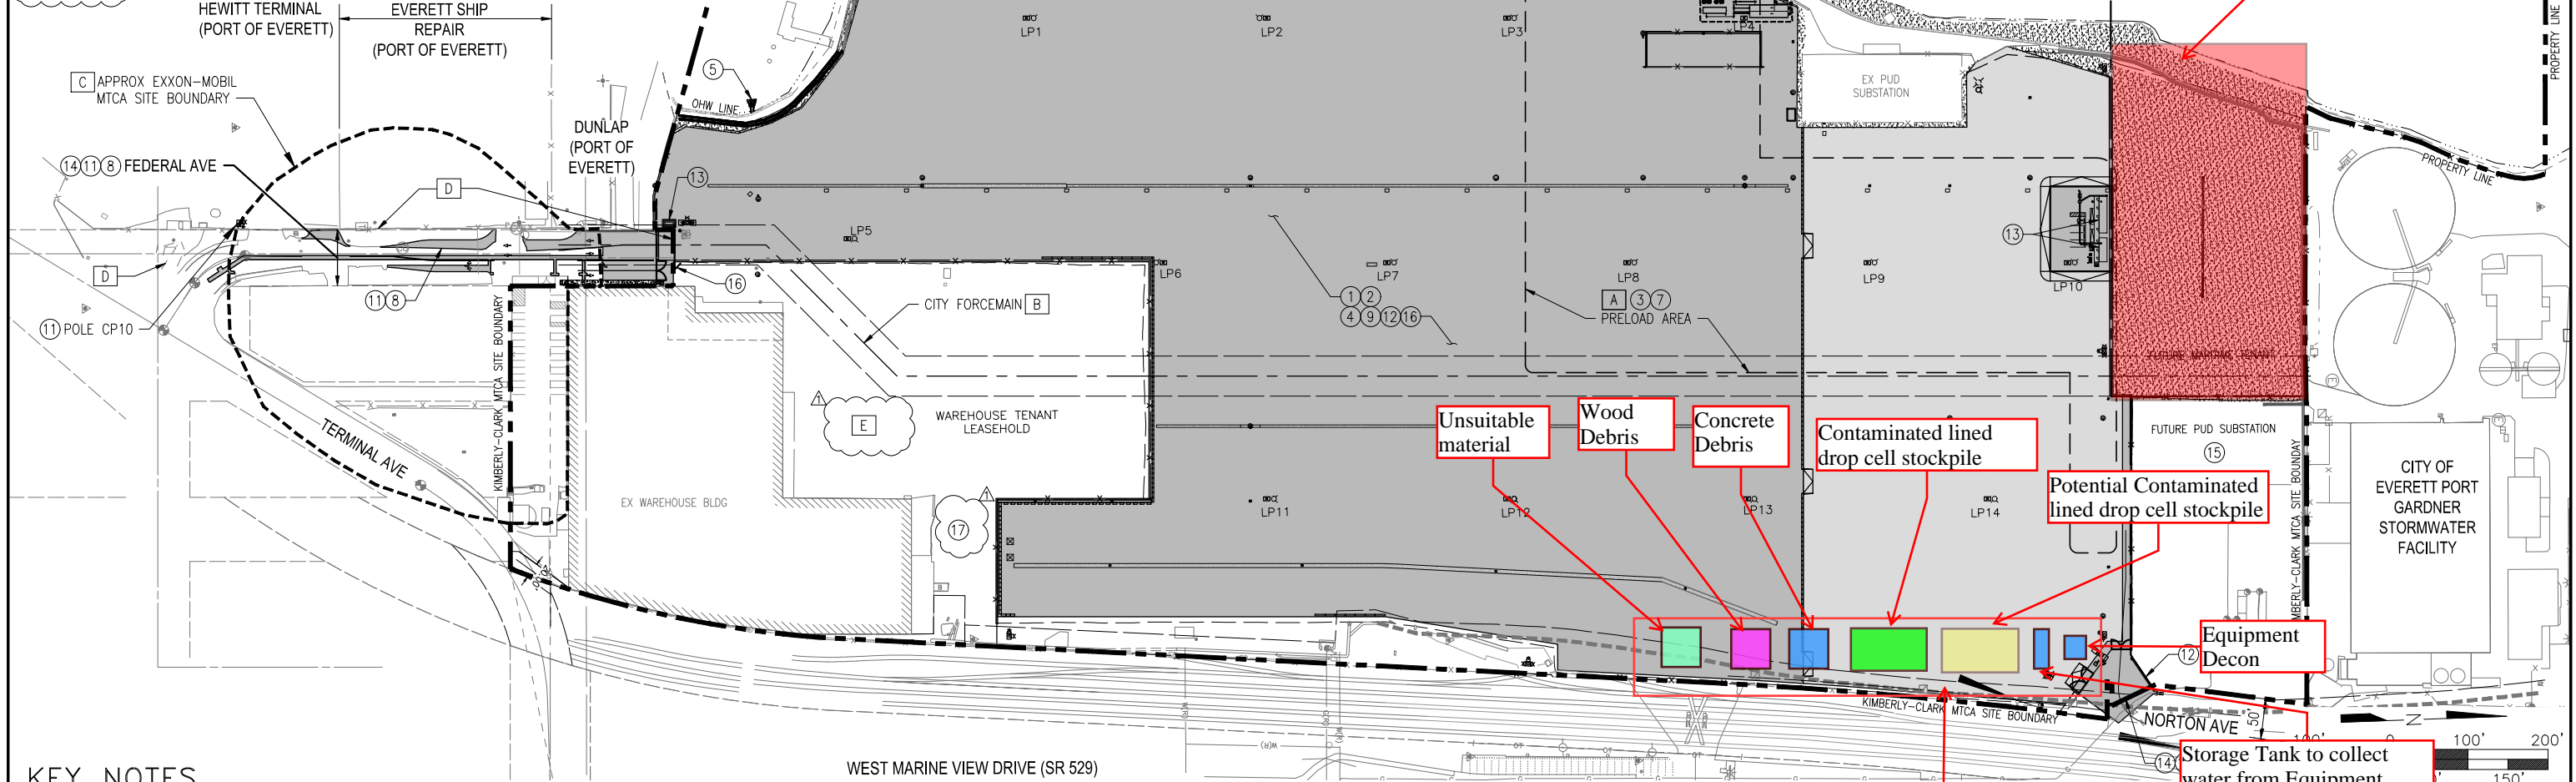 HEWITT TERMINAL
(PORT OF EVERETT)
EVERETT SHIP
REPAIR
(PORT OF EVERETT)
C APPROX EXXON-MOBIL
MTCA SITE BOUNDARY
14 11 8 FEDERAL AVE
D
D
11 POLE CP10
11 8
TERMINAL AVE
KIMBERLY-CLARK MTCA SITE BOUNDARY
DUNLAP
(PORT OF
EVERETT)
5
OHW LINE
13
16
LP1
LP2
LP3
LP4
LP5
LP6
LP7
LP8
LP9
LP10
LP11
LP12
LP13
LP14
CITY FORCEMAIN B
1
E
WAREHOUSE TENANT
LEASEHOLD
EX WAREHOUSE BLDG
1
17
1 2
4 9 12 16
A 3 7
PRELOAD AREA
EX PUD
SUBSTATION
13
FUTURE MARITIME TENANT
PROPERTY LINE
PROPERTY LINE
FUTURE PUD SUBSTATION
15
KIMBERLY-CLARK MTCA SITE BOUNDARY
CITY OF
EVERETT PORT
GARDNER
STORMWATER
FACILITY
Unsuitable
material
Wood
Debris
Concrete
Debris
Contaminated lined
drop cell stockpile
Potential Contaminated
lined drop cell stockpile
Equipment
Decon
12
KIMBERLY-CLARK MTCA SITE BOUNDARY
NORTON AVE
50'
N
14
Storage Tank to collect
water from Equipment
0
100'
200'
150'
WEST MARINE VIEW DRIVE (SR 529)
KEY NOTES